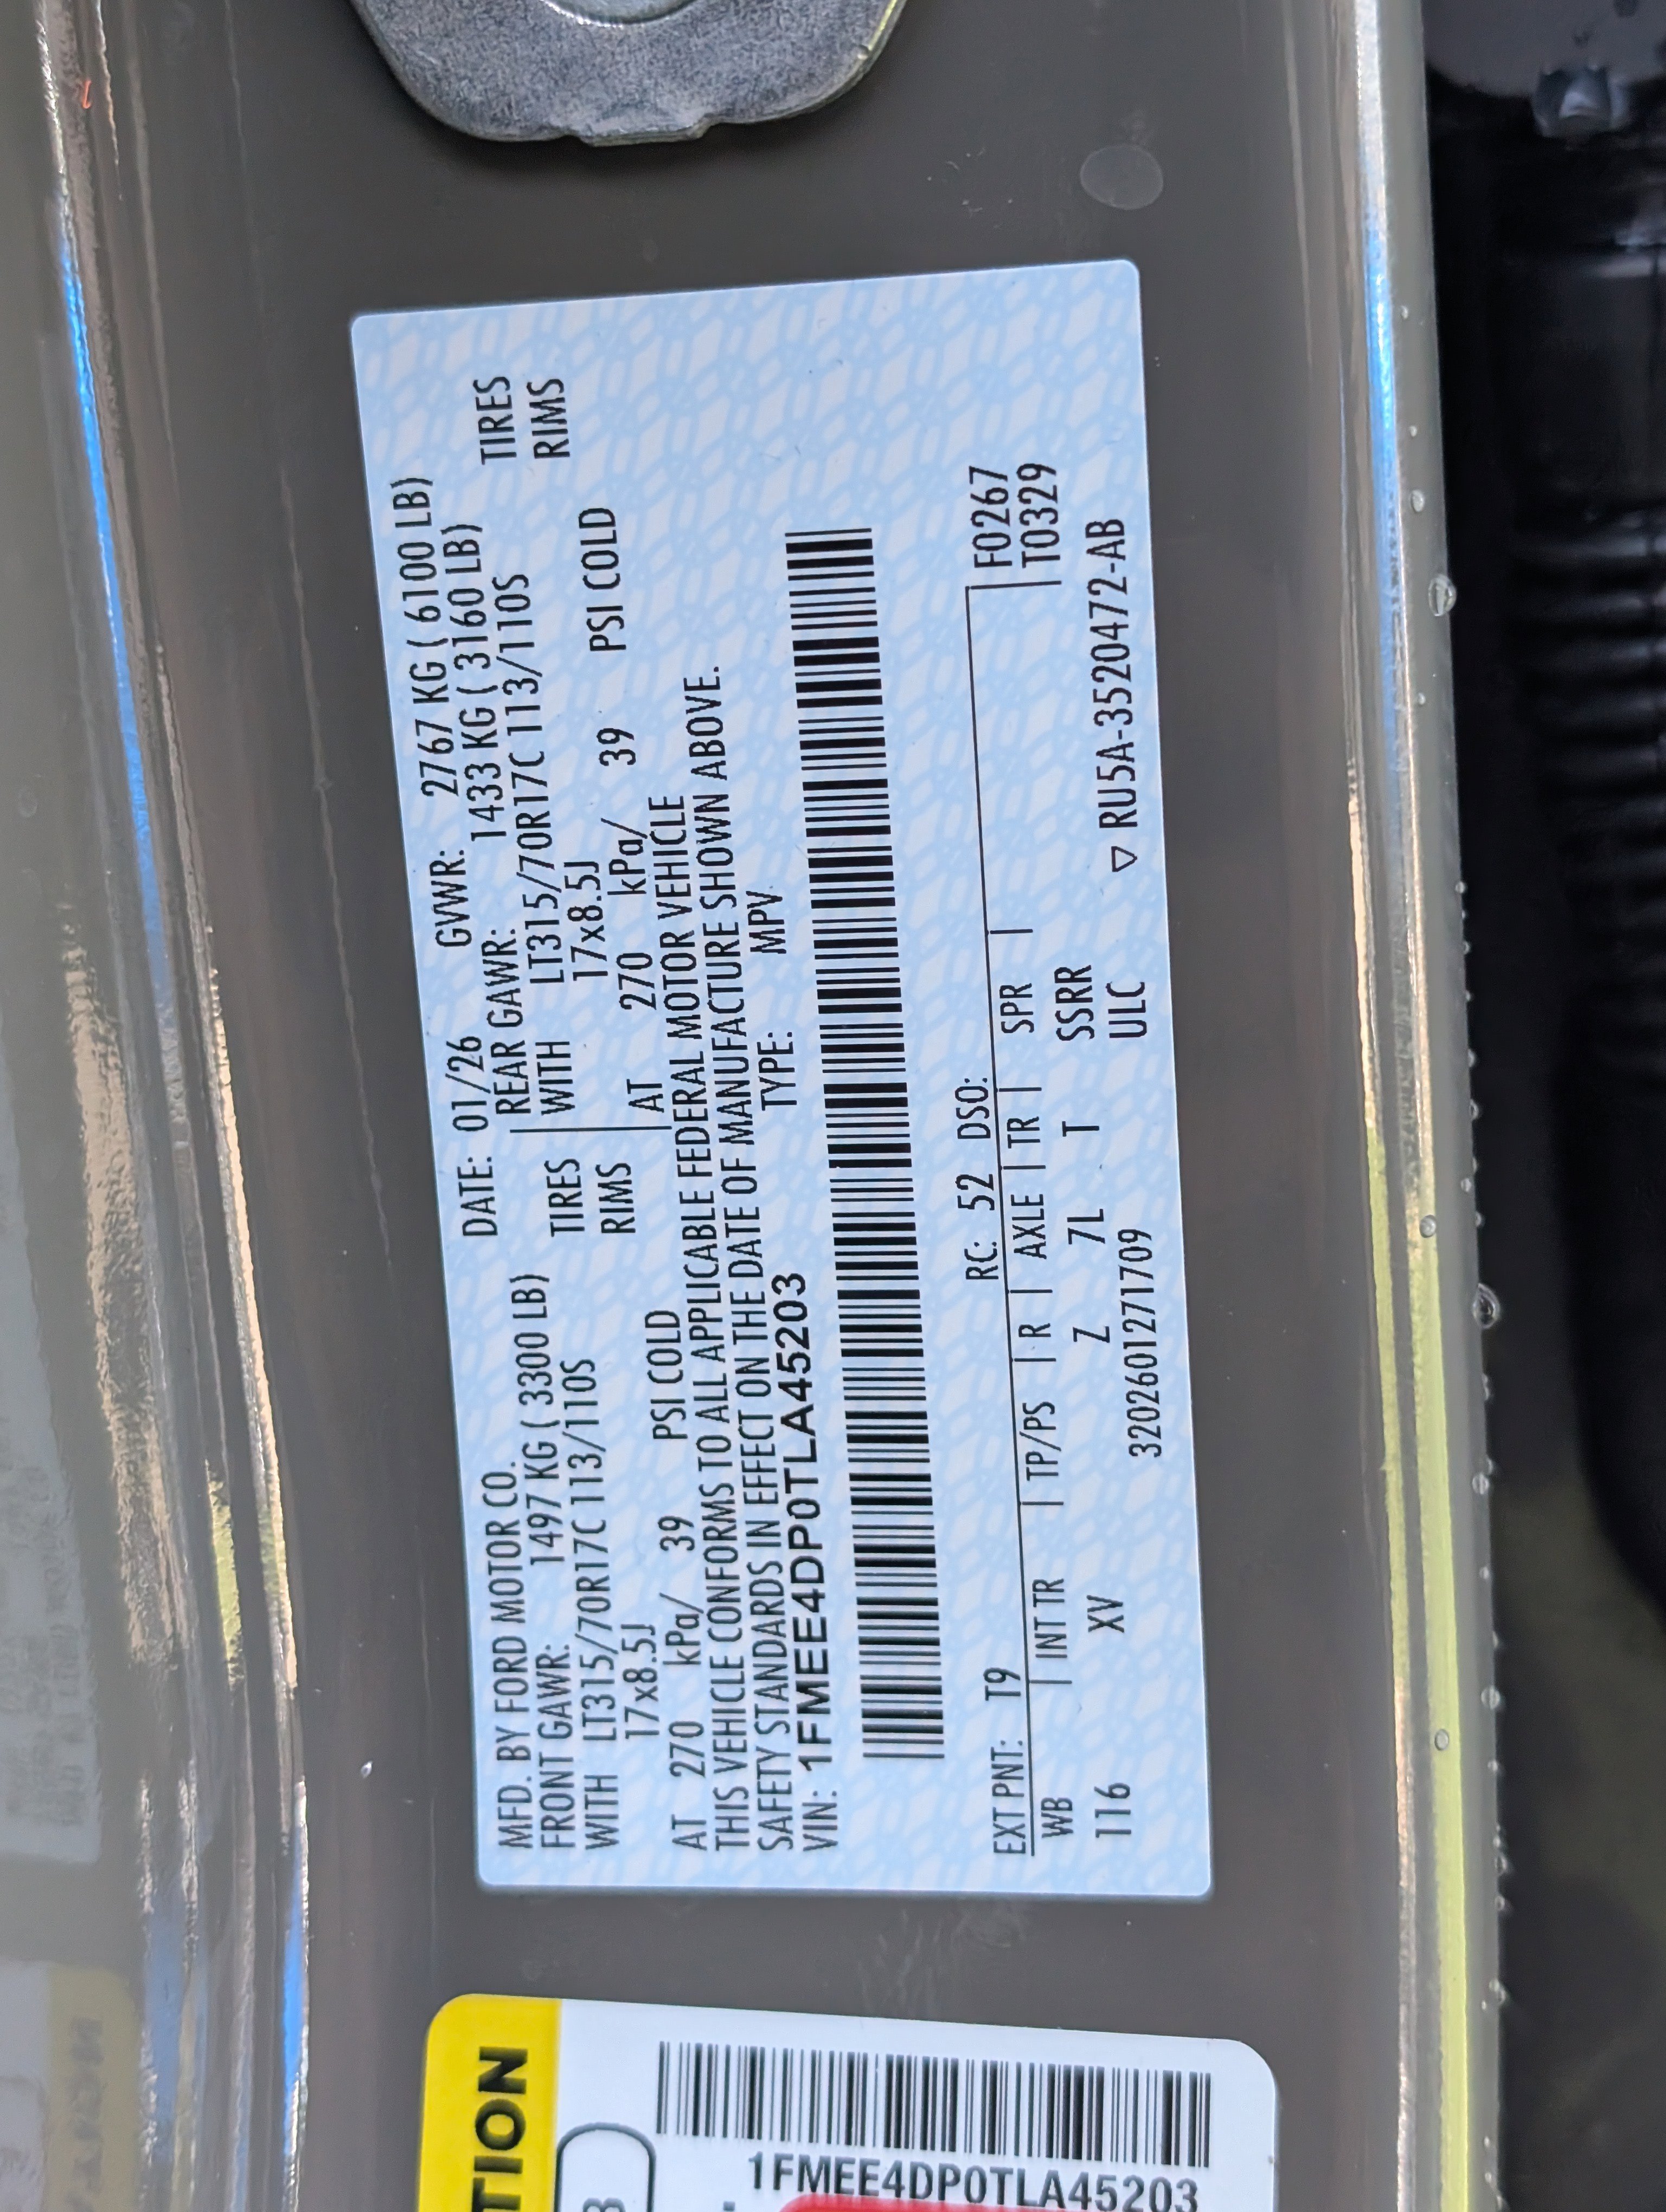 MFD. BY FORD MOTOR CO. DATE: 01/26 GVWR: 2767 KG ( 6100 LB)
FRONT GAWR: 1497 KG ( 3300 LB) REAR GAWR: 1433 KG ( 3160 LB)
WITH LT315/70R17C 113/110S TIRES WITH LT315/70R17C 113/110S TIRES
17x8.5J RIMS 17x8.5J RIMS
AT 270 kPa/ 39 PSI COLD AT 270 kPa/ 39 PSI COLD
THIS VEHICLE CONFORMS TO ALL APPLICABLE FEDERAL MOTOR VEHICLE
SAFETY STANDARDS IN EFFECT ON THE DATE OF MANUFACTURE SHOWN ABOVE.
VIN: 1FMEE4DP0TLA45203 TYPE: MPV
EXT PNT: T9 RC: 52 DSO: F0267
WB | INT TR | TP/PS | R | AXLE | TR | SPR | T0329
116 XV Z 7L T SSRR
3202601271709 ULC ▽ RU5A-3520472-AB
TION
1FMEE4DP0TLA45203